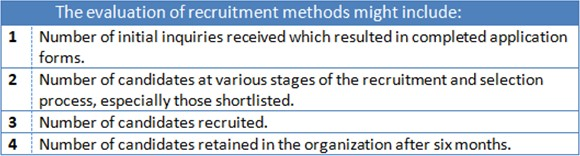 The evaluation of recruitment methods might include:
1 Number of initial inquiries received which resulted in completed application
forms.
2 Number of candidates at various stages of the recruitment and selection
process, especially those shortlisted.
3 Number of candidates recruited.
4 Number of candidates retained in the organization after six months.